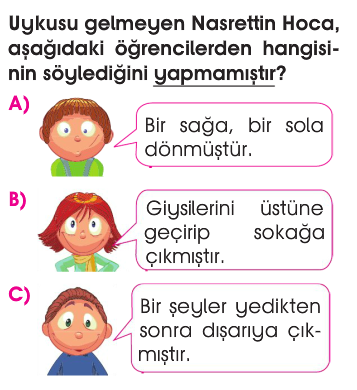 Uykusu gelmeyen Nasrettin Hoca,
aşağıdaki öğrencilerden hangisi-
nin söylediğini yapmamıştır?
A)
Bir sağa, bir sola
dönmüştür.
B)
Giysilerini üstüne
geçirip sokağa
çıkmıştır.
C)
Bir şeyler yedikten
sonra dışarıya çık-
mıştır.